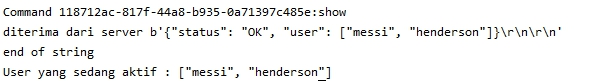 Command 118712ac-817f-44a8-b935-0a71397c485e:show
diterima dari server b'{"status": "OK", "user": ["messi", "henderson"]}\r\n\r\n'
end of string
User yang sedang aktif : ["messi", "henderson"]